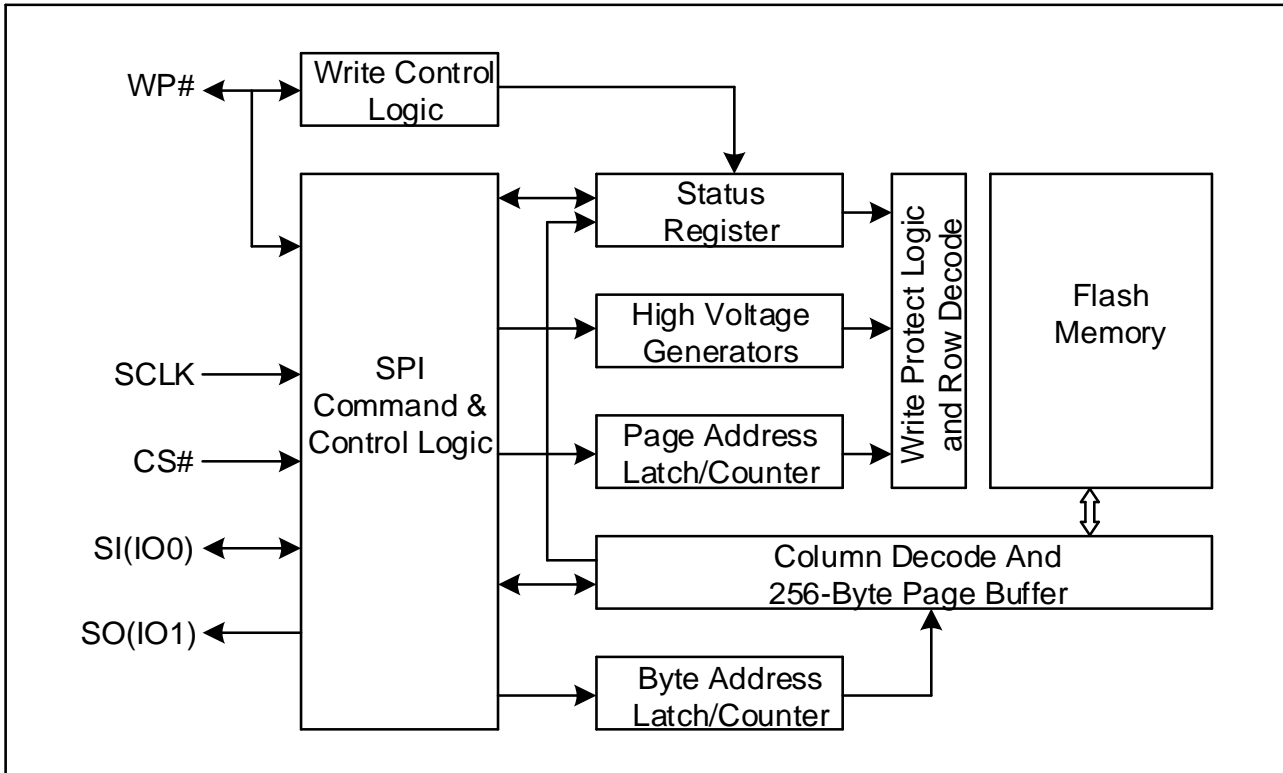 WP#
Write Control
Logic
Status
Register
High Voltage
Generators
Page Address
Latch/Counter
Write Protect Logic
and Row Decode
Flash
Memory
SCLK
CS#
SI(IO0)
SO(IO1)
SPI
Command &
Control Logic
Column Decode And
256-Byte Page Buffer
Byte Address
Latch/Counter